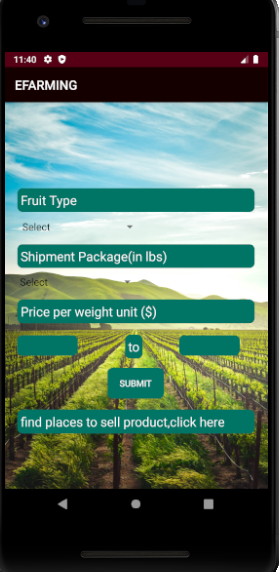 11:40
EFARMING
Fruit Type
Select
Shipment Package(in lbs)
Select
Price per weight unit ($)
to
SUBMIT
find places to sell product,click here